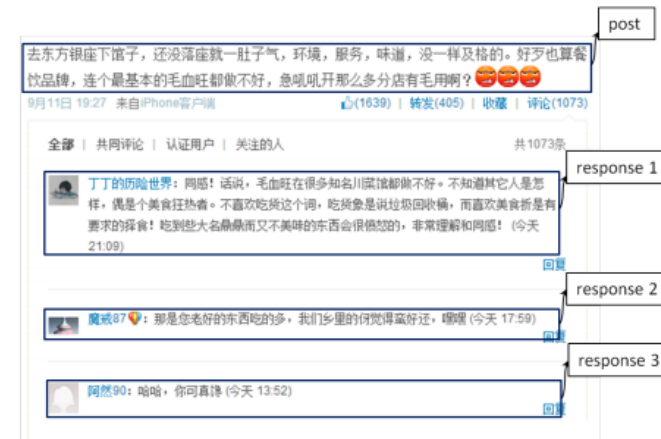 post
去东方银座下馆子，还没落座就一肚子气，环境，服务，味道，没一样及格的。好歹也算餐
饮品牌，连个最基本的毛血旺都做不好，急吼吼开那么多分店有毛用啊？
9月11日 19:27 来自iPhone客户端
(1639) | 转发(405) | 收藏 | 评论(1073)
全部 | 共同评论 | 认证用户 | 关注的人
共1073条
response 1
丁丁的历险世界：同感！话说，毛血旺在很多知名川菜馆都做不好。不知道其它人是怎
样，偶是个美食狂热者。不喜欢吃货这个词，吃货象是说垃圾回收桶，而喜欢美食折是有
要求的择食！吃到些大名鼎鼎而又不美味的东西会很愤怒的，非常理解和同感！(今天
21:09)
回复
response 2
魔戒87：那是您老好的东西吃的多，我们乡里的伢觉得蛮好还，嘿嘿 (今天 17:59)
回复
response 3
阿然90：哈哈，你可真馋 (今天 13:52)
回复